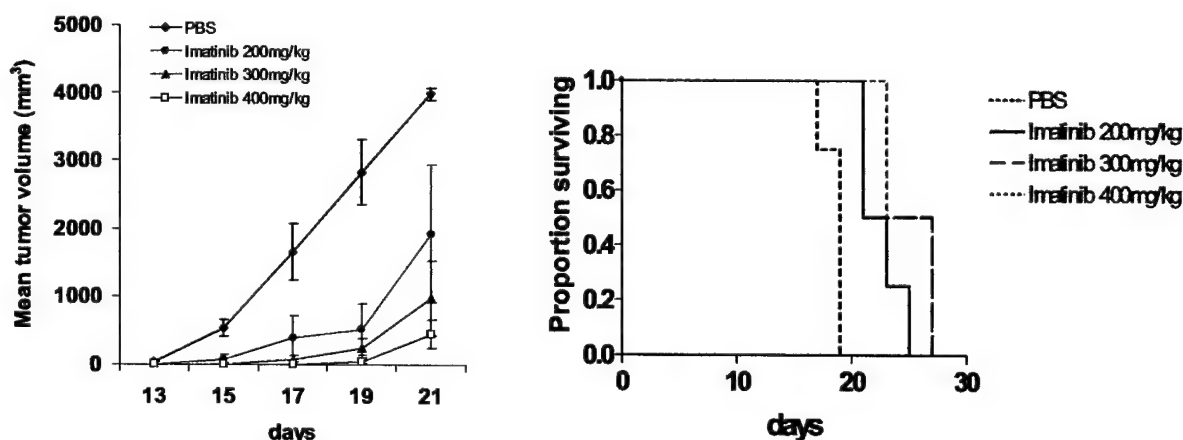 5000
4000
3000
2000
1000
0
Mean tumor volume (mm³)
PBS
Imatinib 200mg/kg
Imatinib 300mg/kg
Imatinib 400mg/kg
13 15 17 19 21
days
1.0
0.8
0.6
0.4
0.2
0.0
Proportion surviving
0 10 20 30
days
PBS
Imatinib 200mg/kg
Imatinib 300mg/kg
Imatinib 400mg/kg